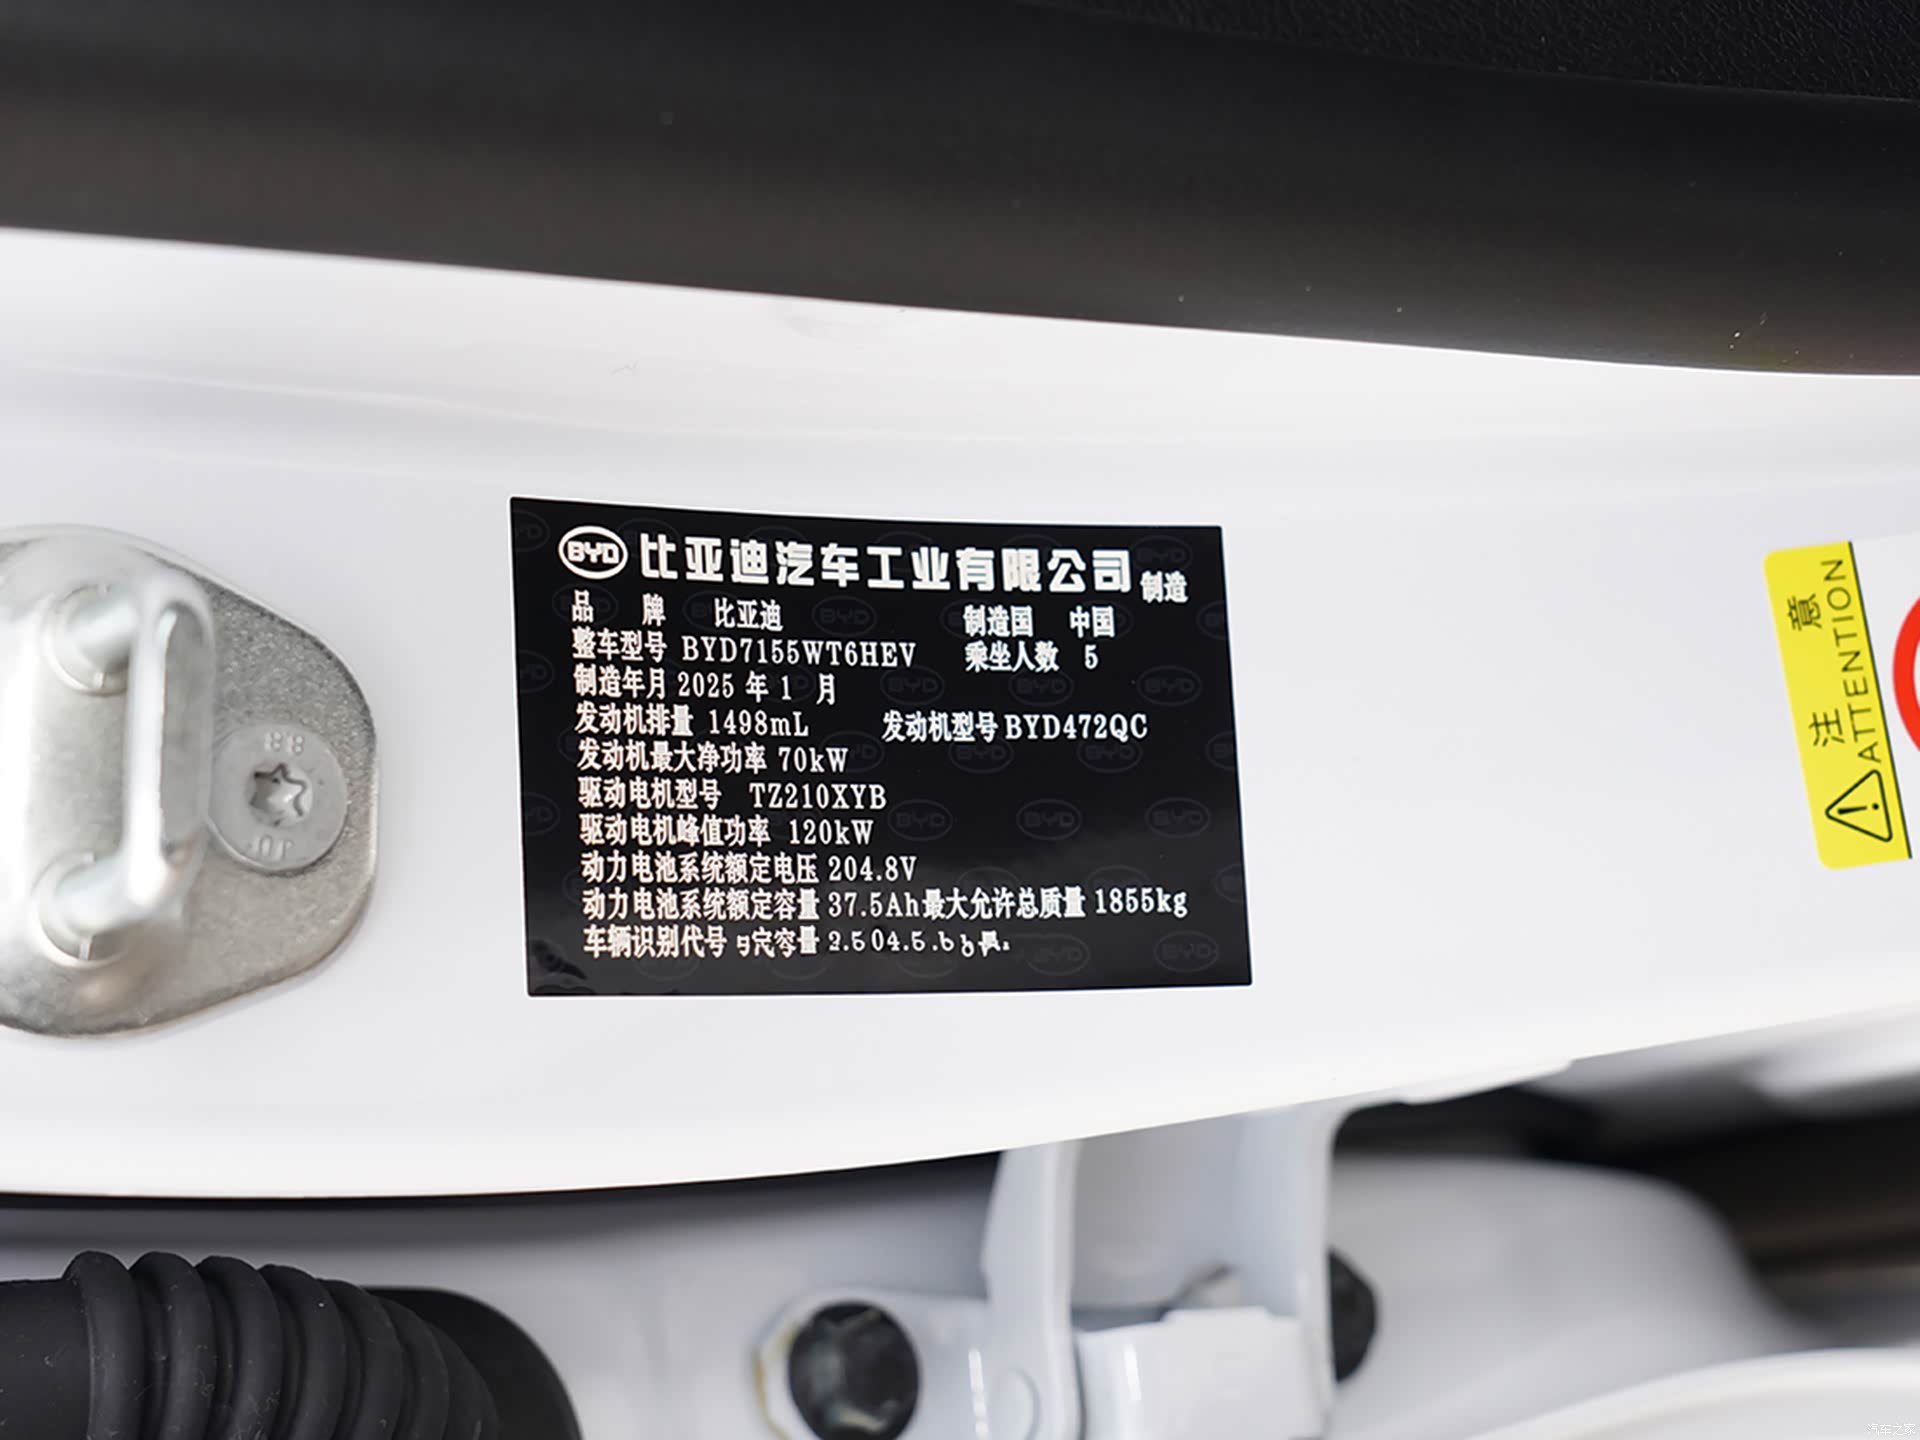 BYD 比亚迪汽车工业有限公司 制造
品 牌 比亚迪 制造国 中国
整车型号 BYD7155WT6HEV 乘坐人数 5
制造年月 2025 年 1 月
发动机排量 1498mL 发动机型号 BYD472QC
发动机最大净功率 70kW
驱动电机型号 TZ210XYB
驱动电机峰值功率 120kW
动力电池系统额定电压 204.8V
动力电池系统额定容量 37.5Ah 最大允许总质量 1855kg
车辆识别代号
注 意
ATTENTION
88
汽车之家